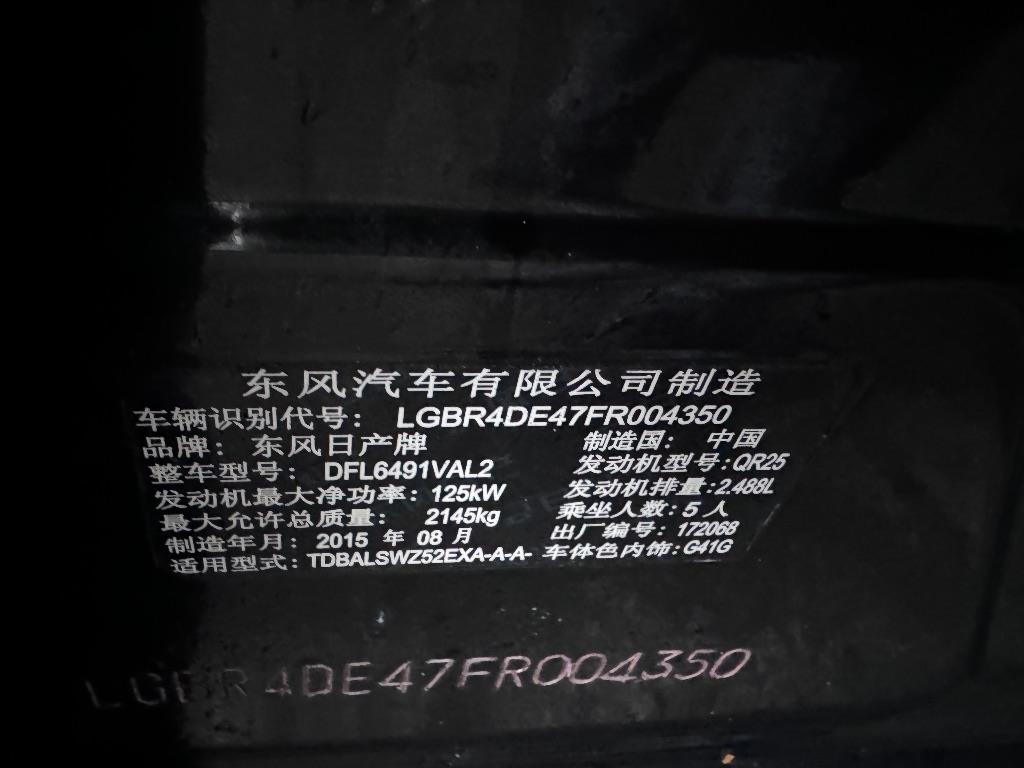 东风汽车有限公司制造
车辆识别代号: LGBR4DE47FR004350
品牌: 东风日产牌 制造国: 中国
整车型号: DFL6491VAL2 发动机型号:QR25
发动机最大净功率: 125kW 发动机排量:2.488L
最大允许总质量: 2145kg 乘坐人数: 5 人
制造年月: 2015 年 08 月 出厂编号: 172068
适用型式: TDBALSWZ52EXA-A-A- 车体色内饰: G41G
LGBR4DE47FR004350